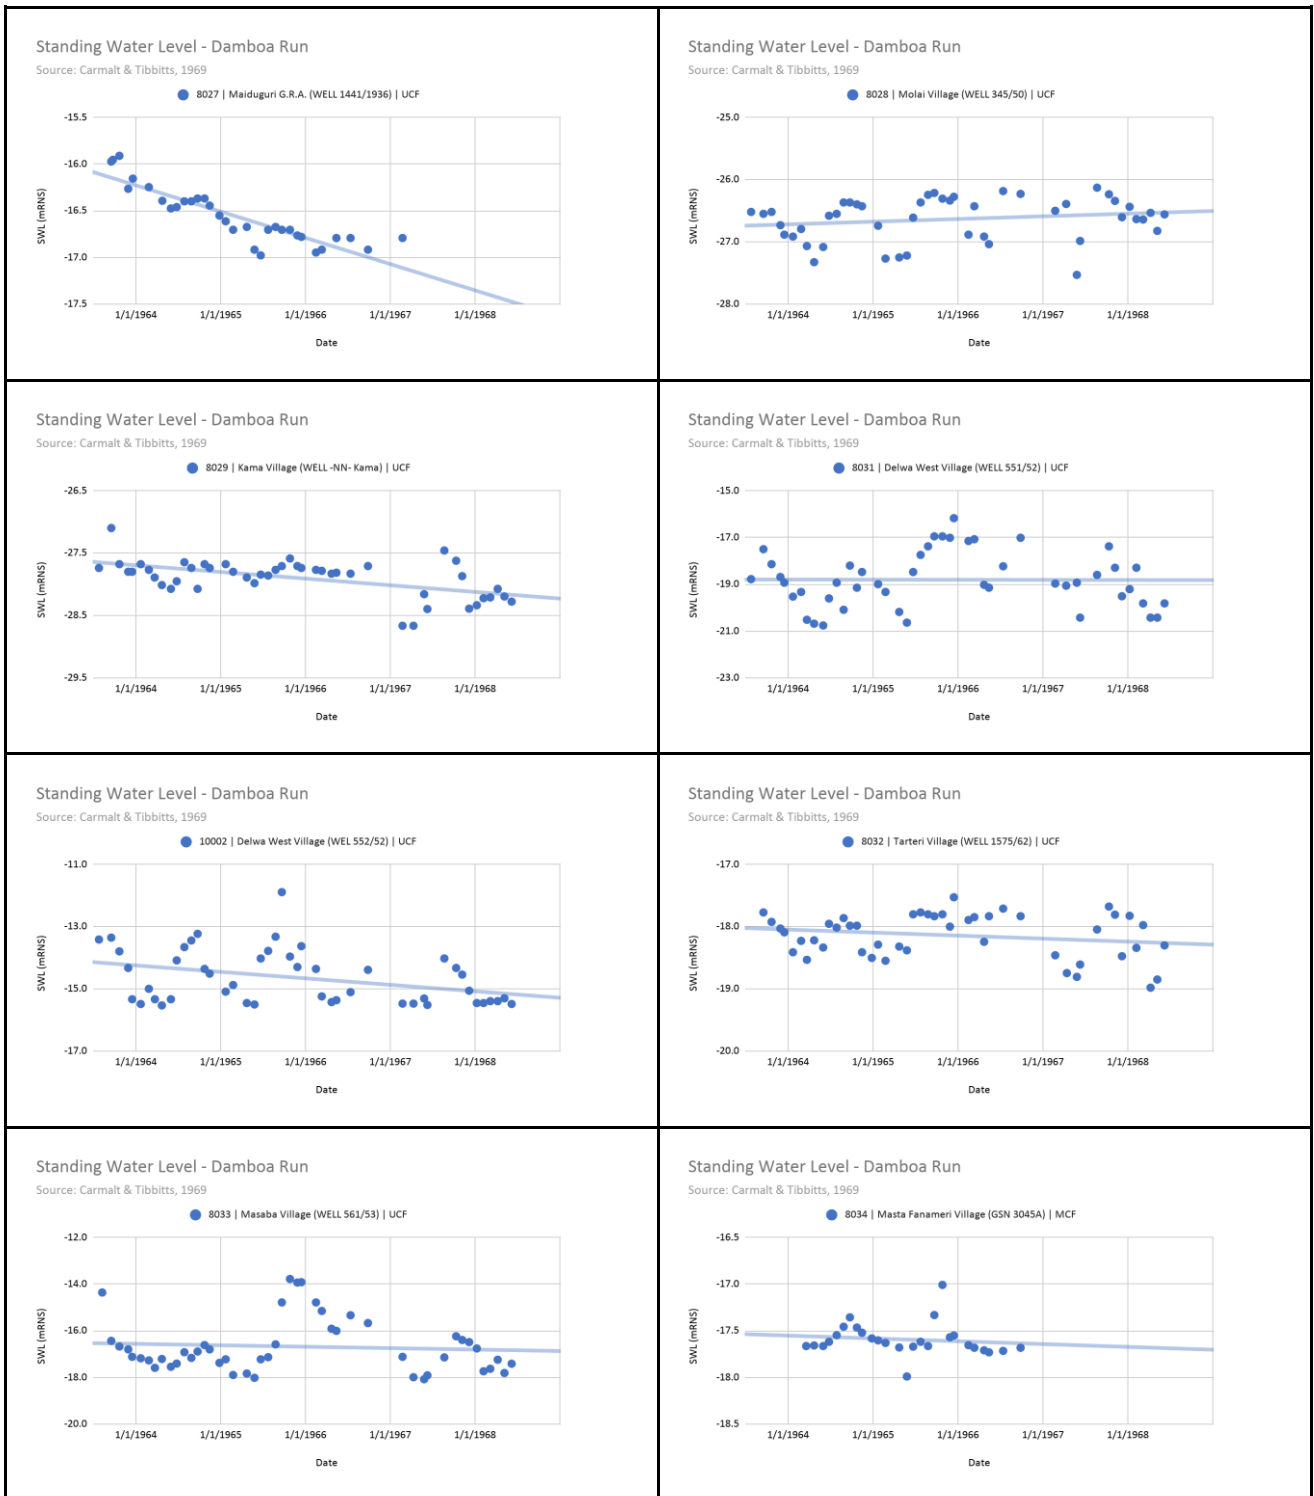 Standing Water Level - Damboa Run
Source: Carmalt & Tibbitts, 1969
8027 | Maiduguri G.R.A. (WELL 1441/1936) | UCF
-15.5
-16.0
-16.5
-17.0
-17.5
SWL (mRNS)
1/1/1964 1/1/1965 1/1/1966 1/1/1967 1/1/1968
Date
Standing Water Level - Damboa Run
Source: Carmalt & Tibbitts, 1969
8028 | Molai Village (WELL 345/50) | UCF
-25.0
-26.0
-27.0
-28.0
SWL (mRNS)
1/1/1964 1/1/1965 1/1/1966 1/1/1967 1/1/1968
Date
Standing Water Level - Damboa Run
Source: Carmalt & Tibbitts, 1969
8029 | Kama Village (WELL -NN- Kama) | UCF
-26.5
-27.5
-28.5
-29.5
SWL (mRNS)
1/1/1964 1/1/1965 1/1/1966 1/1/1967 1/1/1968
Date
Standing Water Level - Damboa Run
Source: Carmalt & Tibbitts, 1969
8031 | Delwa West Village (WELL 551/52) | UCF
-15.0
-17.0
-19.0
-21.0
-23.0
SWL (mRNS)
1/1/1964 1/1/1965 1/1/1966 1/1/1967 1/1/1968
Date
Standing Water Level - Damboa Run
Source: Carmalt & Tibbitts, 1969
10002 | Delwa West Village (WEL 552/52) | UCF
-11.0
-13.0
-15.0
-17.0
SWL (mRNS)
1/1/1964 1/1/1965 1/1/1966 1/1/1967 1/1/1968
Date
Standing Water Level - Damboa Run
Source: Carmalt & Tibbitts, 1969
8032 | Tarteri Village (WELL 1575/62) | UCF
-17.0
-18.0
-19.0
-20.0
SWL (mRNS)
1/1/1964 1/1/1965 1/1/1966 1/1/1967 1/1/1968
Date
Standing Water Level - Damboa Run
Source: Carmalt & Tibbitts, 1969
8033 | Masaba Village (WELL 561/53) | UCF
-12.0
-14.0
-16.0
-18.0
-20.0
SWL (mRNS)
1/1/1964 1/1/1965 1/1/1966 1/1/1967 1/1/1968
Date
Standing Water Level - Damboa Run
Source: Carmalt & Tibbitts, 1969
8034 | Masta Fanameri Village (GSN 3045A) | MCF
-16.5
-17.0
-17.5
-18.0
-18.5
SWL (mRNS)
1/1/1964 1/1/1965 1/1/1966 1/1/1967 1/1/1968
Date